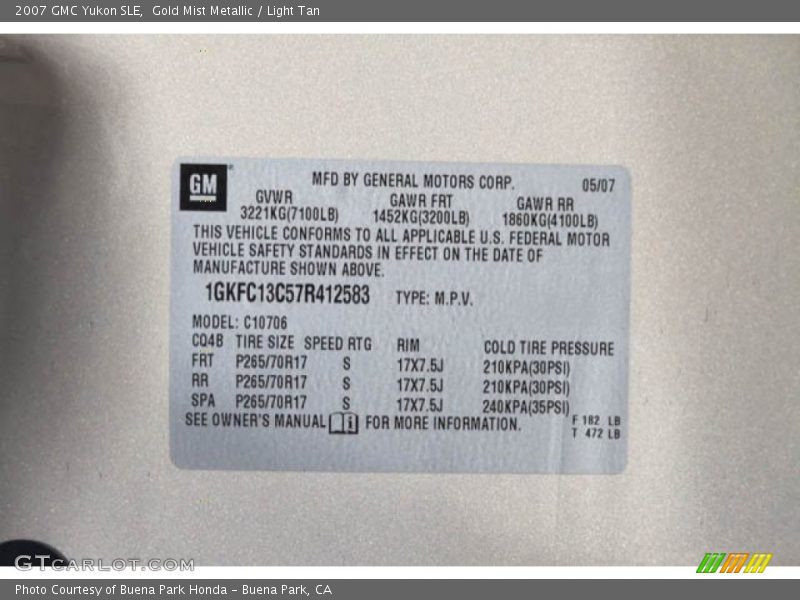 2007 GMC Yukon SLE,  Gold Mist Metallic / Light Tan
GM
MFD BY GENERAL MOTORS CORP. 05/07
GVWR GAWR FRT GAWR RR
3221KG(7100LB) 1452KG(3200LB) 1860KG(4100LB)
THIS VEHICLE CONFORMS TO ALL APPLICABLE U.S. FEDERAL MOTOR
VEHICLE SAFETY STANDARDS IN EFFECT ON THE DATE OF
MANUFACTURE SHOWN ABOVE.
1GKFC13C57R412583 TYPE: M.P.V.
MODEL: C10706
CQ4B TIRE SIZE SPEED RTG RIM COLD TIRE PRESSURE
FRT P265/70R17 S 17X7.5J 210KPA(30PSI)
RR P265/70R17 S 17X7.5J 210KPA(30PSI)
SPA P265/70R17 S 17X7.5J 240KPA(35PSI)
SEE OWNER'S MANUAL FOR MORE INFORMATION.
F 182 LB
T 472 LB
GTCARLOT.COM
Photo Courtesy of Buena Park Honda - Buena Park, CA